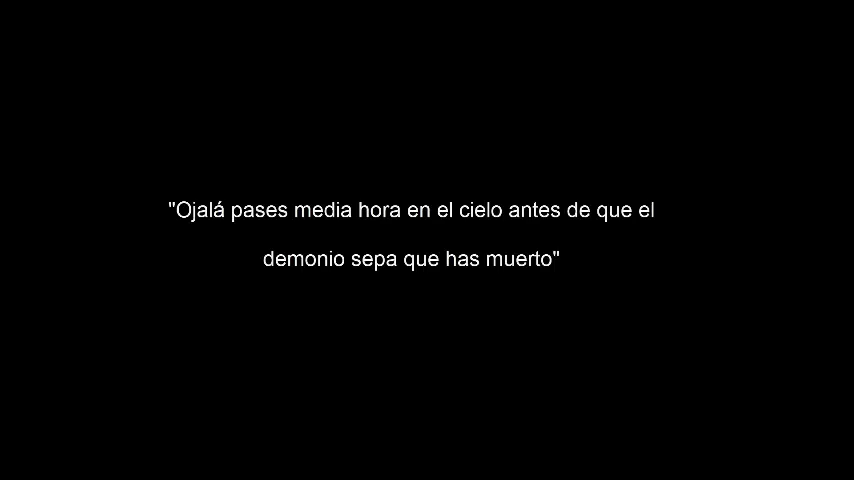 "Ojalá pases media hora en el cielo antes de que el
demonio sepa que has muerto"